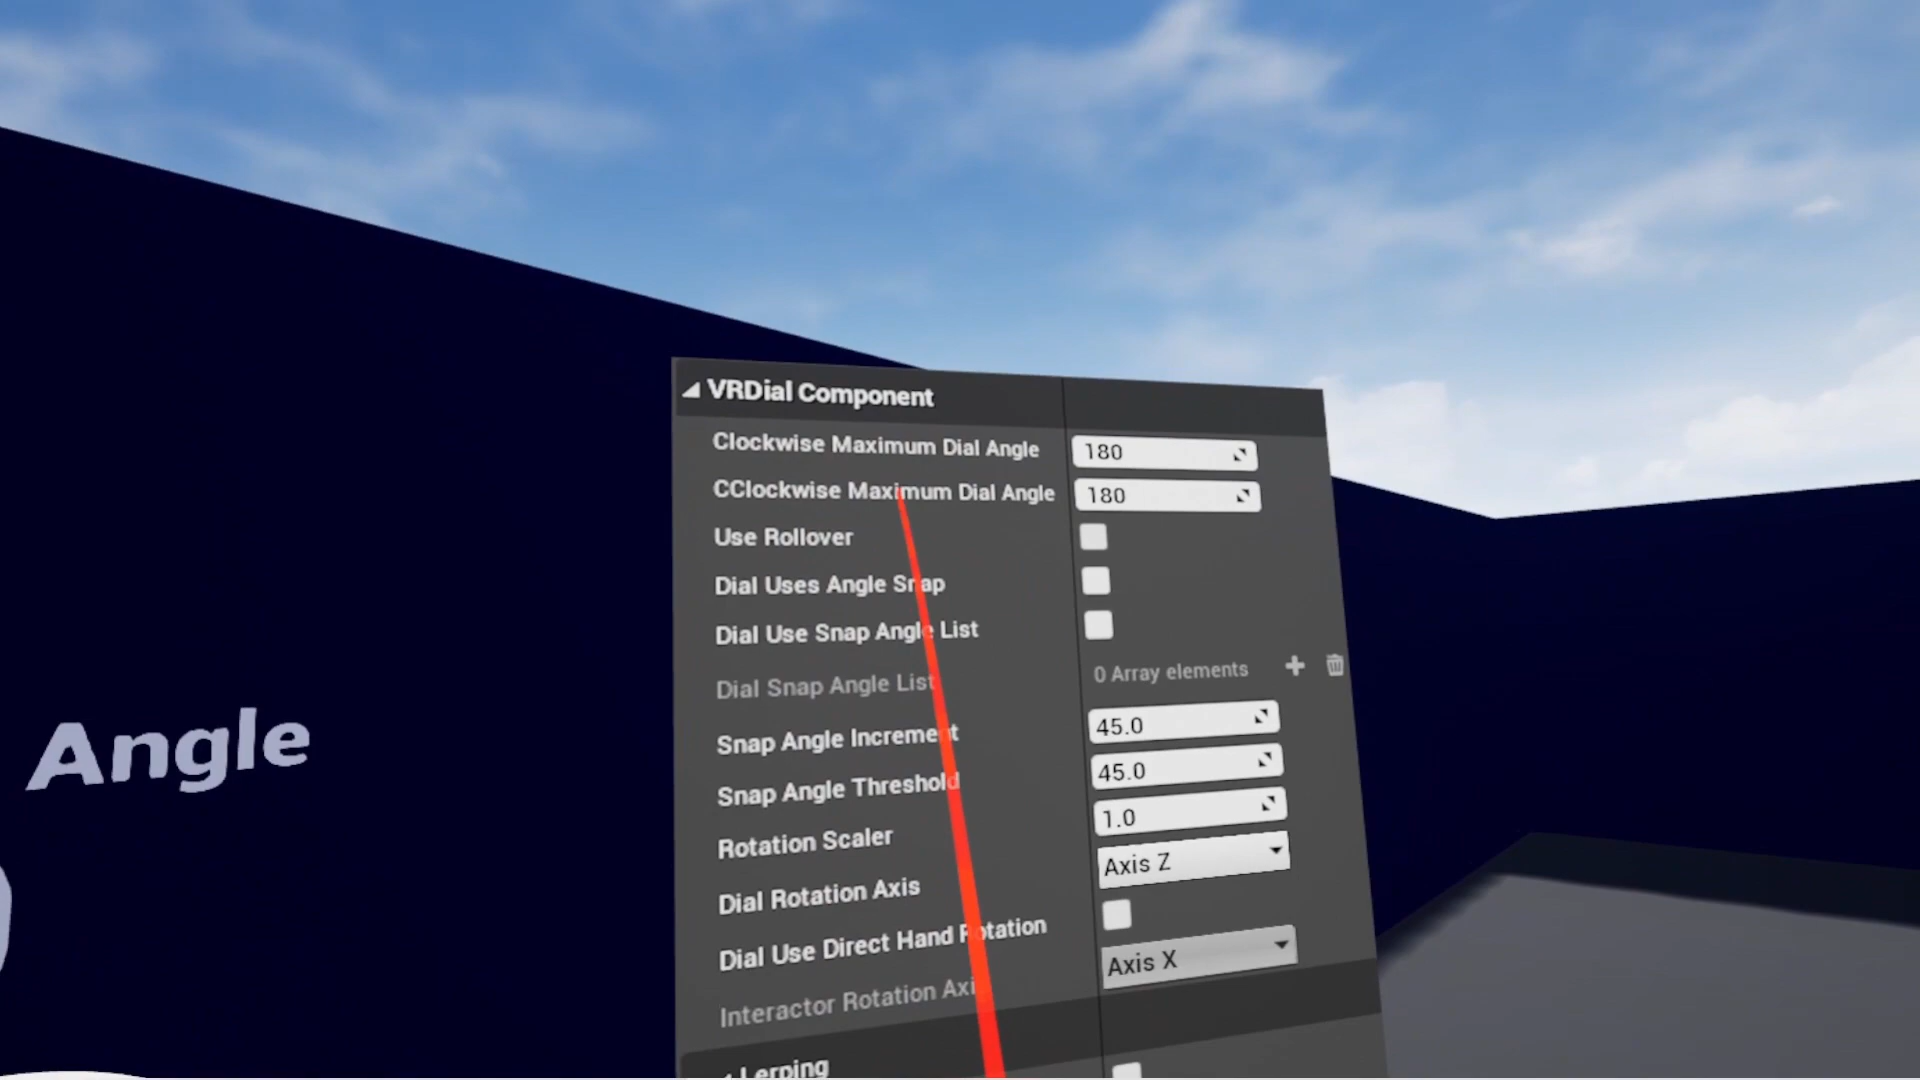 VRDial Component
Clockwise Maximum Dial Angle 180
CClockwise Maximum Dial Angle 180
Use Rollover
Dial Uses Angle Snap
Dial Use Snap Angle List
Dial Snap Angle List 0 Array elements
Snap Angle Increment 45.0
Snap Angle Threshold 45.0
Rotation Scaler 1.0
Dial Rotation Axis Axis Z
Dial Use Direct Hand Rotation
Interactor Rotation Axis Axis X
Lerping
Angle